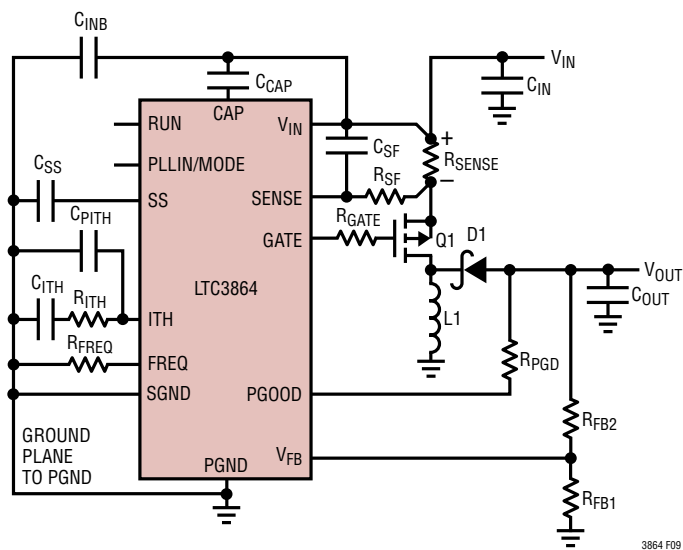 CINB
CCAP
VIN
CIN
RUN
CAP
VIN
CSF
+
RSENSE
PLLIN/MODE
CSS
RSF
–
SS
SENSE
RGATE
CPITH
GATE
Q1
D1
VOUT
LTC3864
COUT
CITH
RITH
ITH
L1
RFREQ
RPGD
FREQ
SGND
PGOOD
RFB2
GROUND
PLANE
TO PGND
PGND
VFB
RFB1
3864 F09